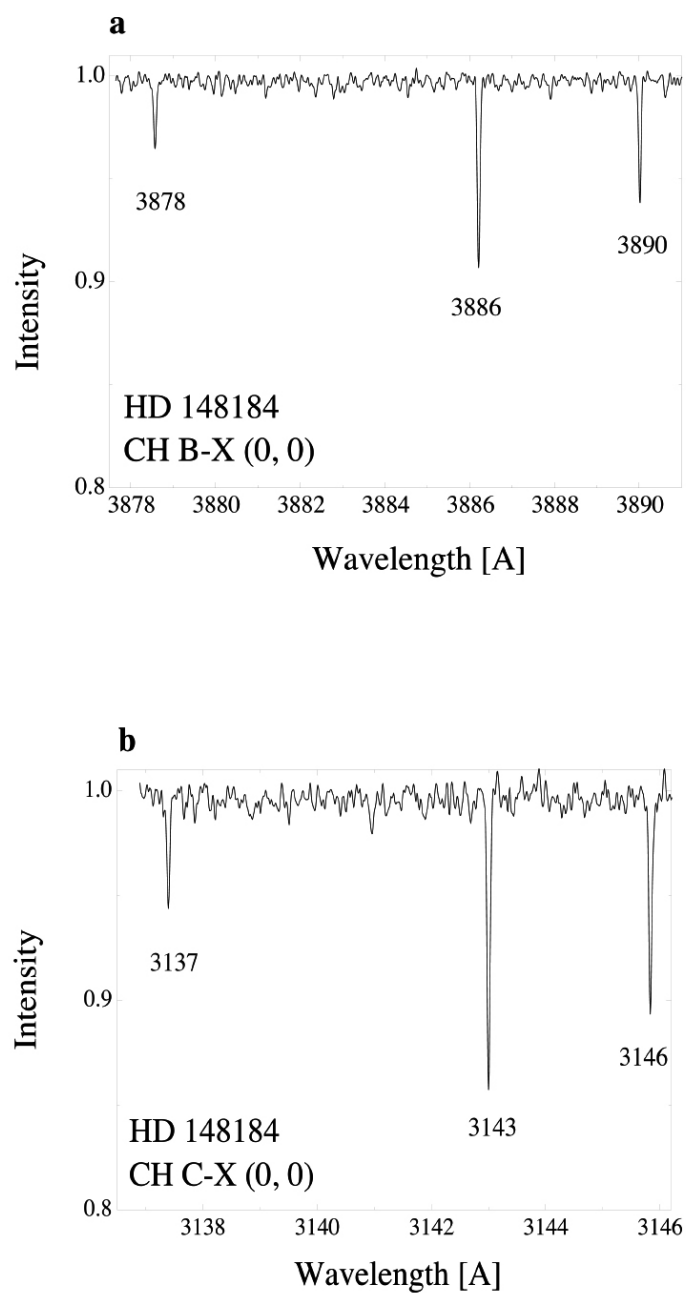 a
1.0
3878
3890
3886
0.9
Intensity
HD 148184
CH B-X (0, 0)
0.8
3878 3880 3882 3884 3886 3888 3890
Wavelength [A]
b
1.0
3137
0.9
Intensity
3146
3143
HD 148184
CH C-X (0, 0)
0.8
3138 3140 3142 3144 3146
Wavelength [A]